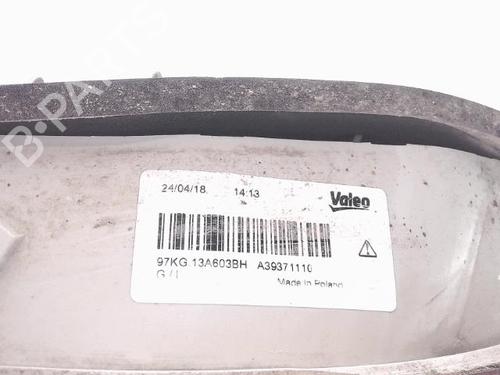 B-PARTS
24/04/18 14:13
Valeo
97KG 13A603BH A39371110
Made in Poland